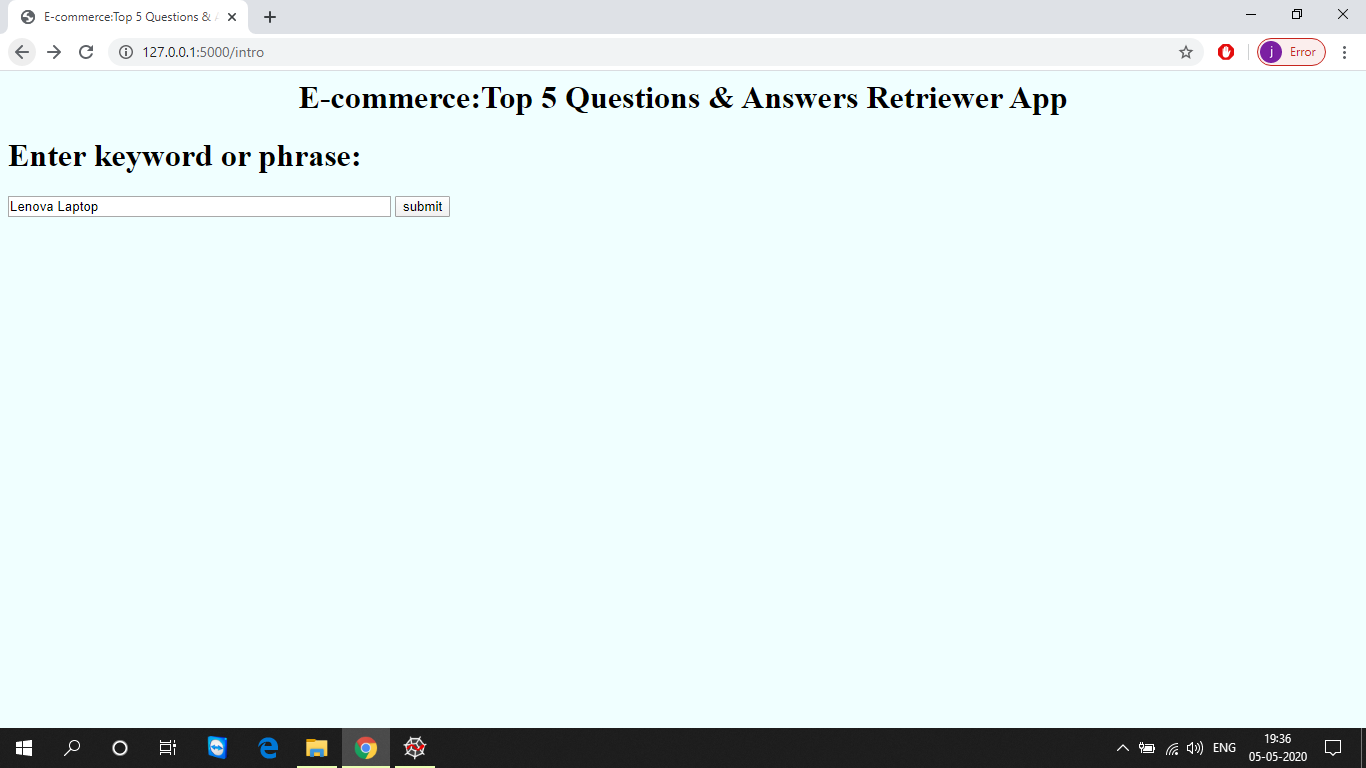 E-commerce:Top 5 Questions &
127.0.0.1:5000/intro
j Error
E-commerce:Top 5 Questions & Answers Retriewer App
Enter keyword or phrase:
Lenova Laptop submit
ENG
19:36
05-05-2020